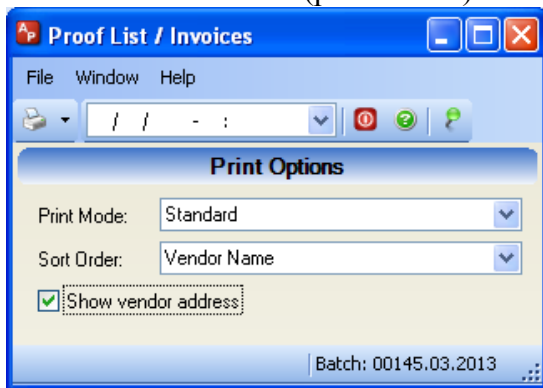 AP Proof List / Invoices
File Window Help
/ / - :
Print Options
Print Mode: Standard
Sort Order: Vendor Name
Show vendor address
Batch: 00145.03.2013